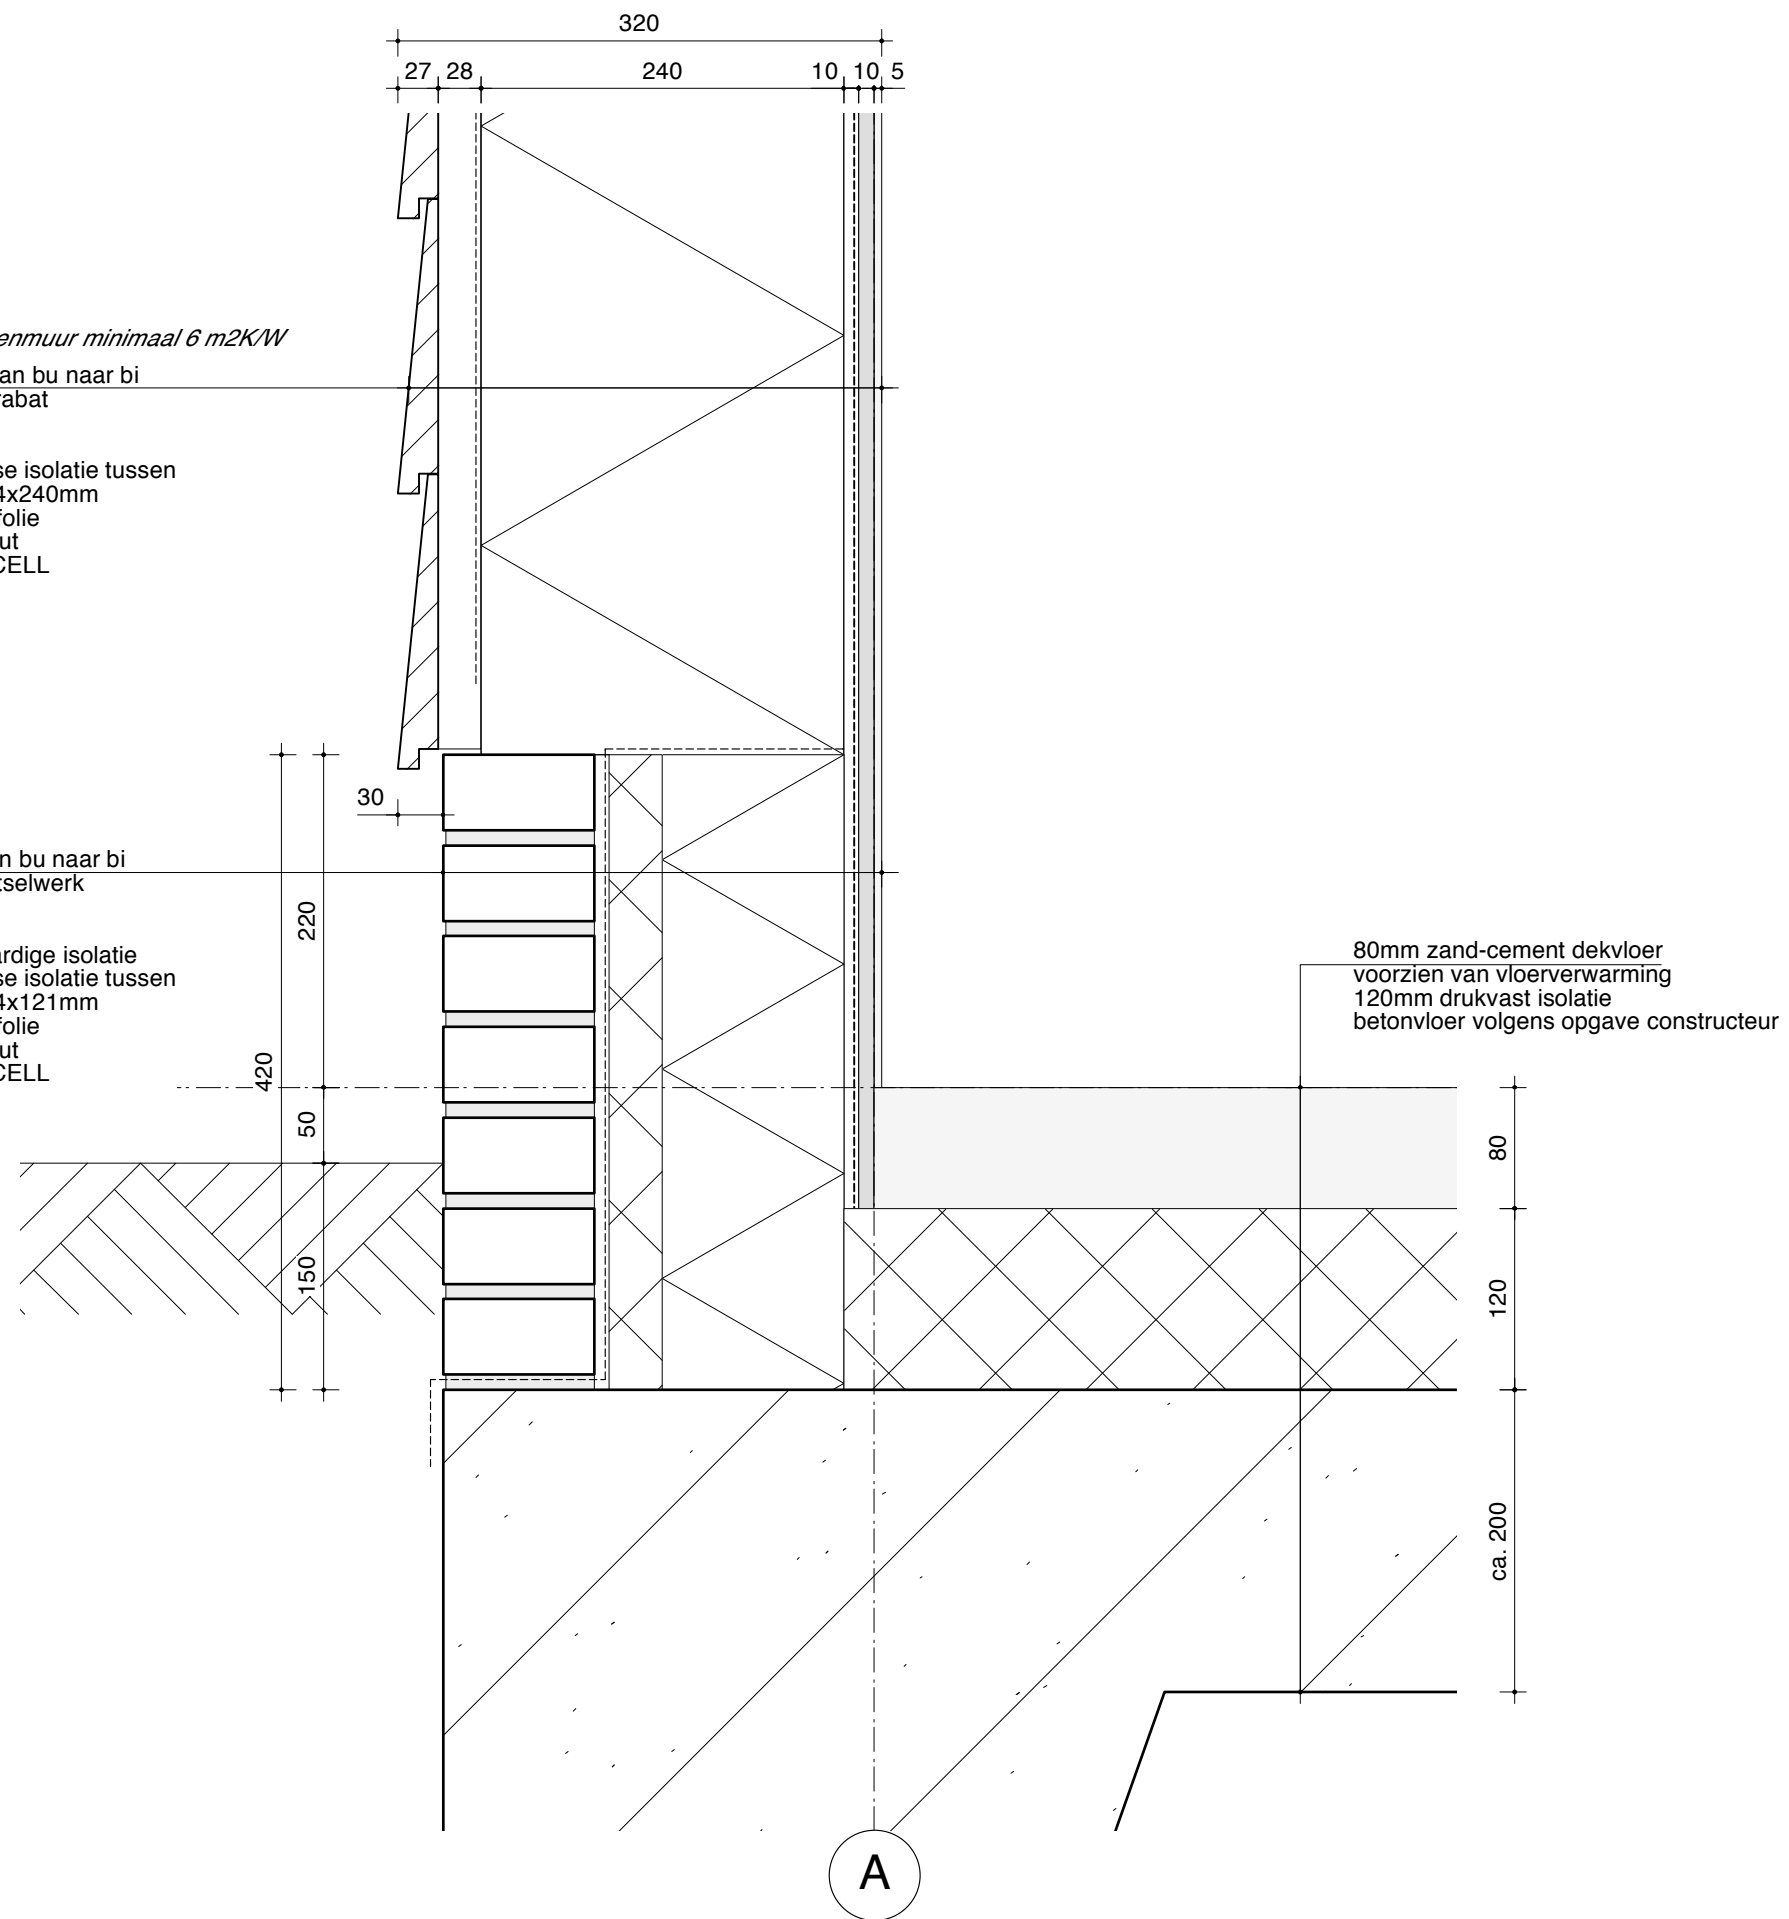 320
27 28 240 10 10 5
enmuur minimaal 6 m2K/W
an bu naar bi
rabat
se isolatie tussen
4x240mm
folie
ut
CELL
30
n bu naar bi
tselwerk
ardige isolatie
se isolatie tussen
4x121mm
folie
ut
CELL
220
420
50
150
80mm zand-cement dekvloer
voorzien van vloerverwarming
120mm drukvast isolatie
betonvloer volgens opgave constructeur
80
120
ca. 200
A